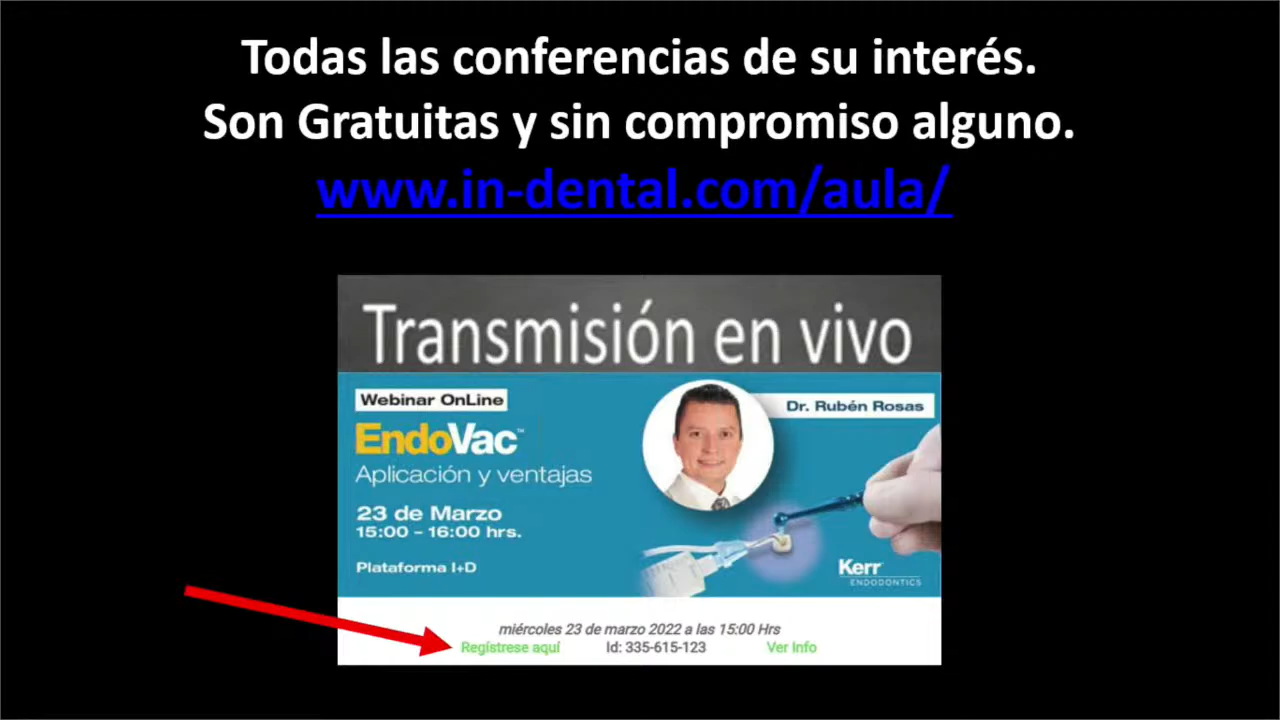 Todas las conferencias de su interés.
Son Gratuitas y sin compromiso alguno.
www.in-dental.com/aula/
Transmisión en vivo
Webinar OnLine
Dr. Rubén Rosas
EndoVac™
Aplicación y ventajas
23 de Marzo
15:00 - 16:00 hrs.
Plataforma I+D
Kerr
ENDODONTICS
miércoles 23 de marzo 2022 a las 15:00 Hrs
Regístrese aquí Id: 335-615-123 Ver Info